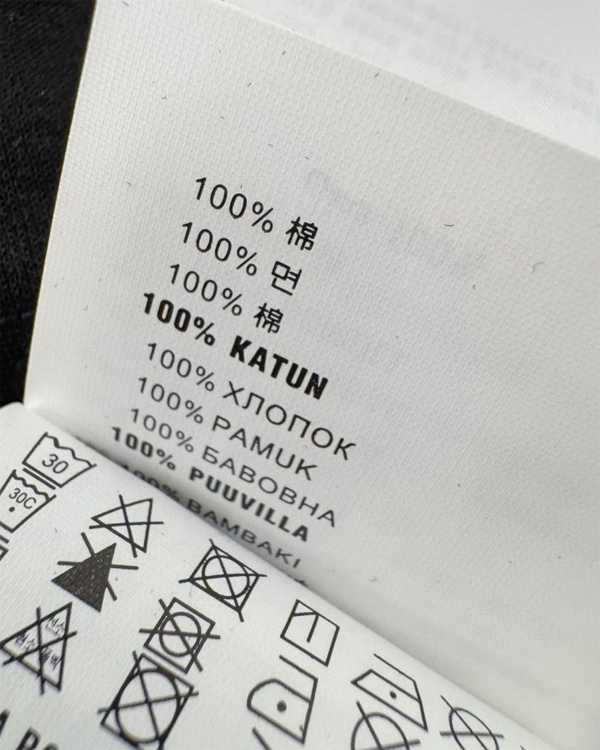 100% 棉
100% 면
100% 棉
100% KATUN
100% ХЛОПОК
100% PAMUK
100% БАВОВНА
100% PUUVILLA
100% BAMBAKI
30
30C